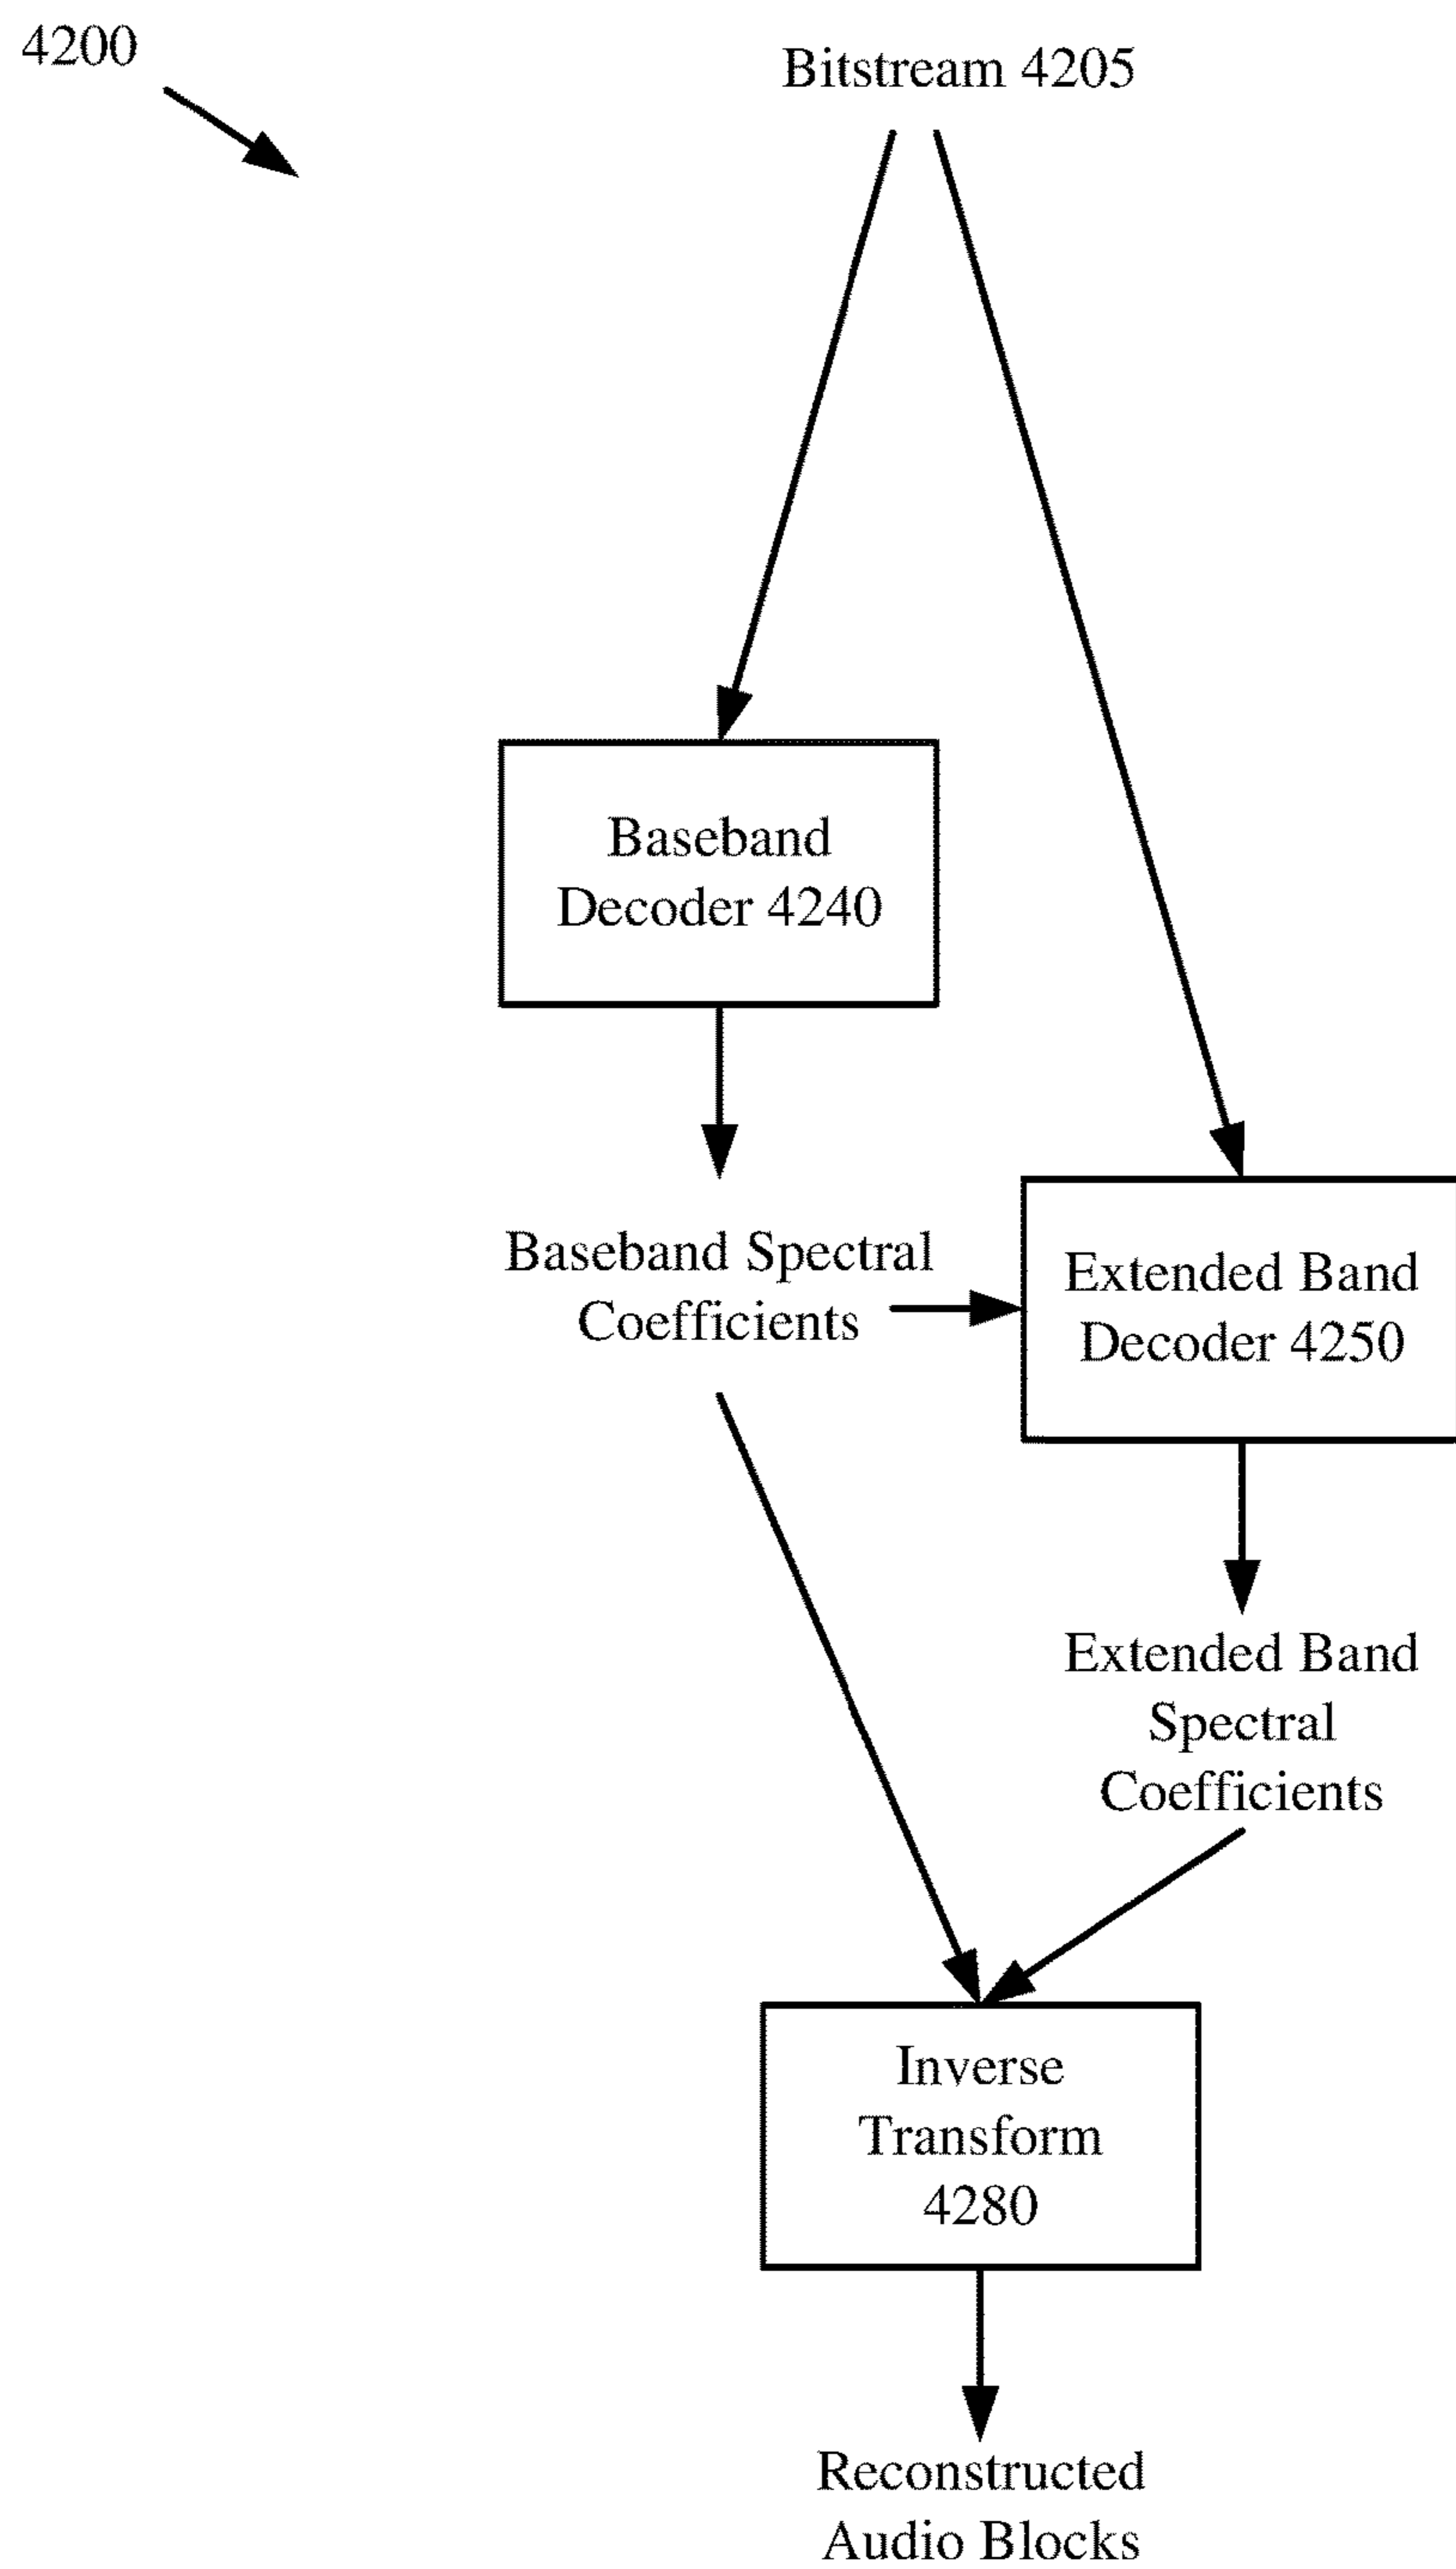 4200
Bitstream 4205
Baseband
Decoder 4240
Baseband Spectral
Coefficients
Extended Band
Decoder 4250
Extended Band
Spectral
Coefficients
Inverse
Transform
4280
Reconstructed
Audio Blocks